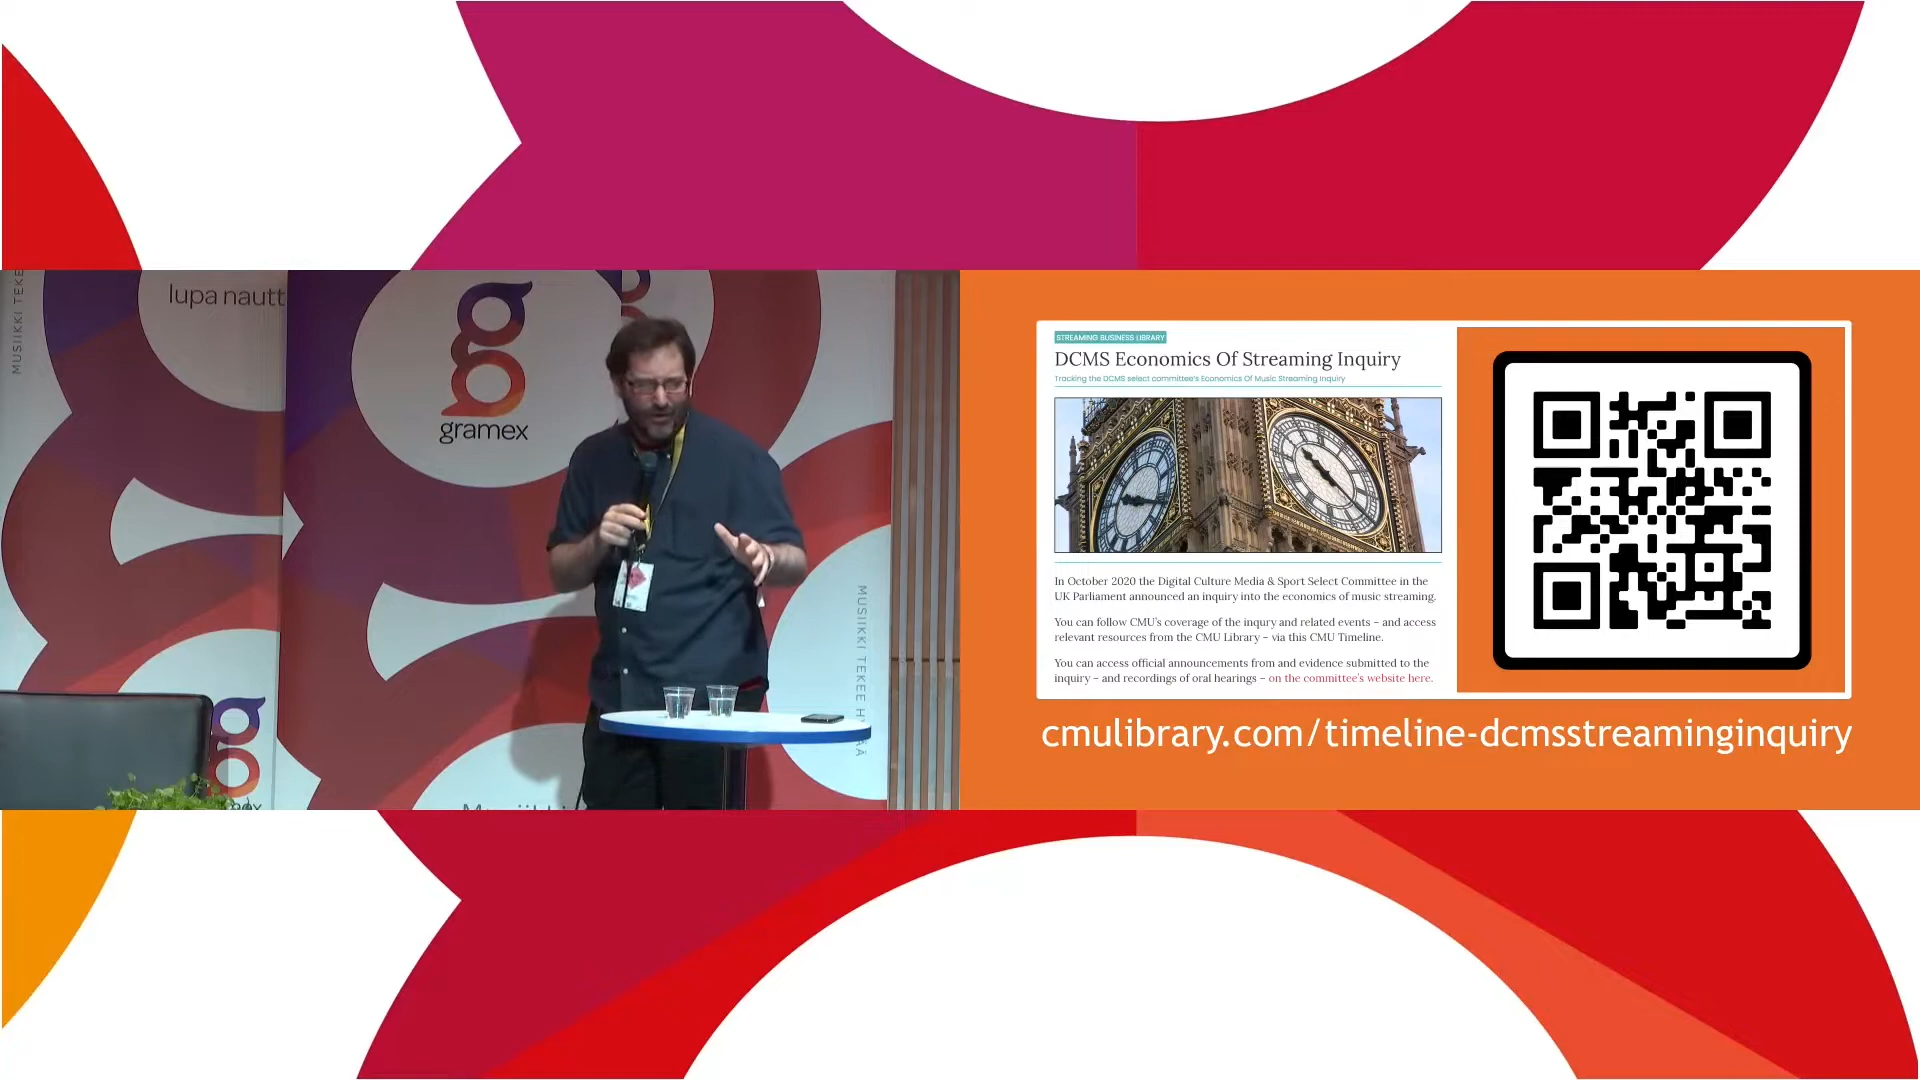 MUSIIKKI TEKE
lupa nautt
gramex
MUSIIKKI TEKEE H
STREAMING BUSINESS LIBRARY
DCMS Economics Of Streaming Inquiry
Tracking the DCMS select committee's Economics Of Music Streaming Inquiry
In October 2020 the Digital Culture Media & Sport Select Committee in the
UK Parliament announced an inquiry into the economics of music streaming.
You can follow CMU's coverage of the inqury and related events – and access
relevant resources from the CMU Library – via this CMU Timeline.
You can access official announcements from and evidence submitted to the
inquiry – and recordings of oral hearings – on the committee's website here.
cmulibrary.com/timeline-dcmsstreaminginquiry